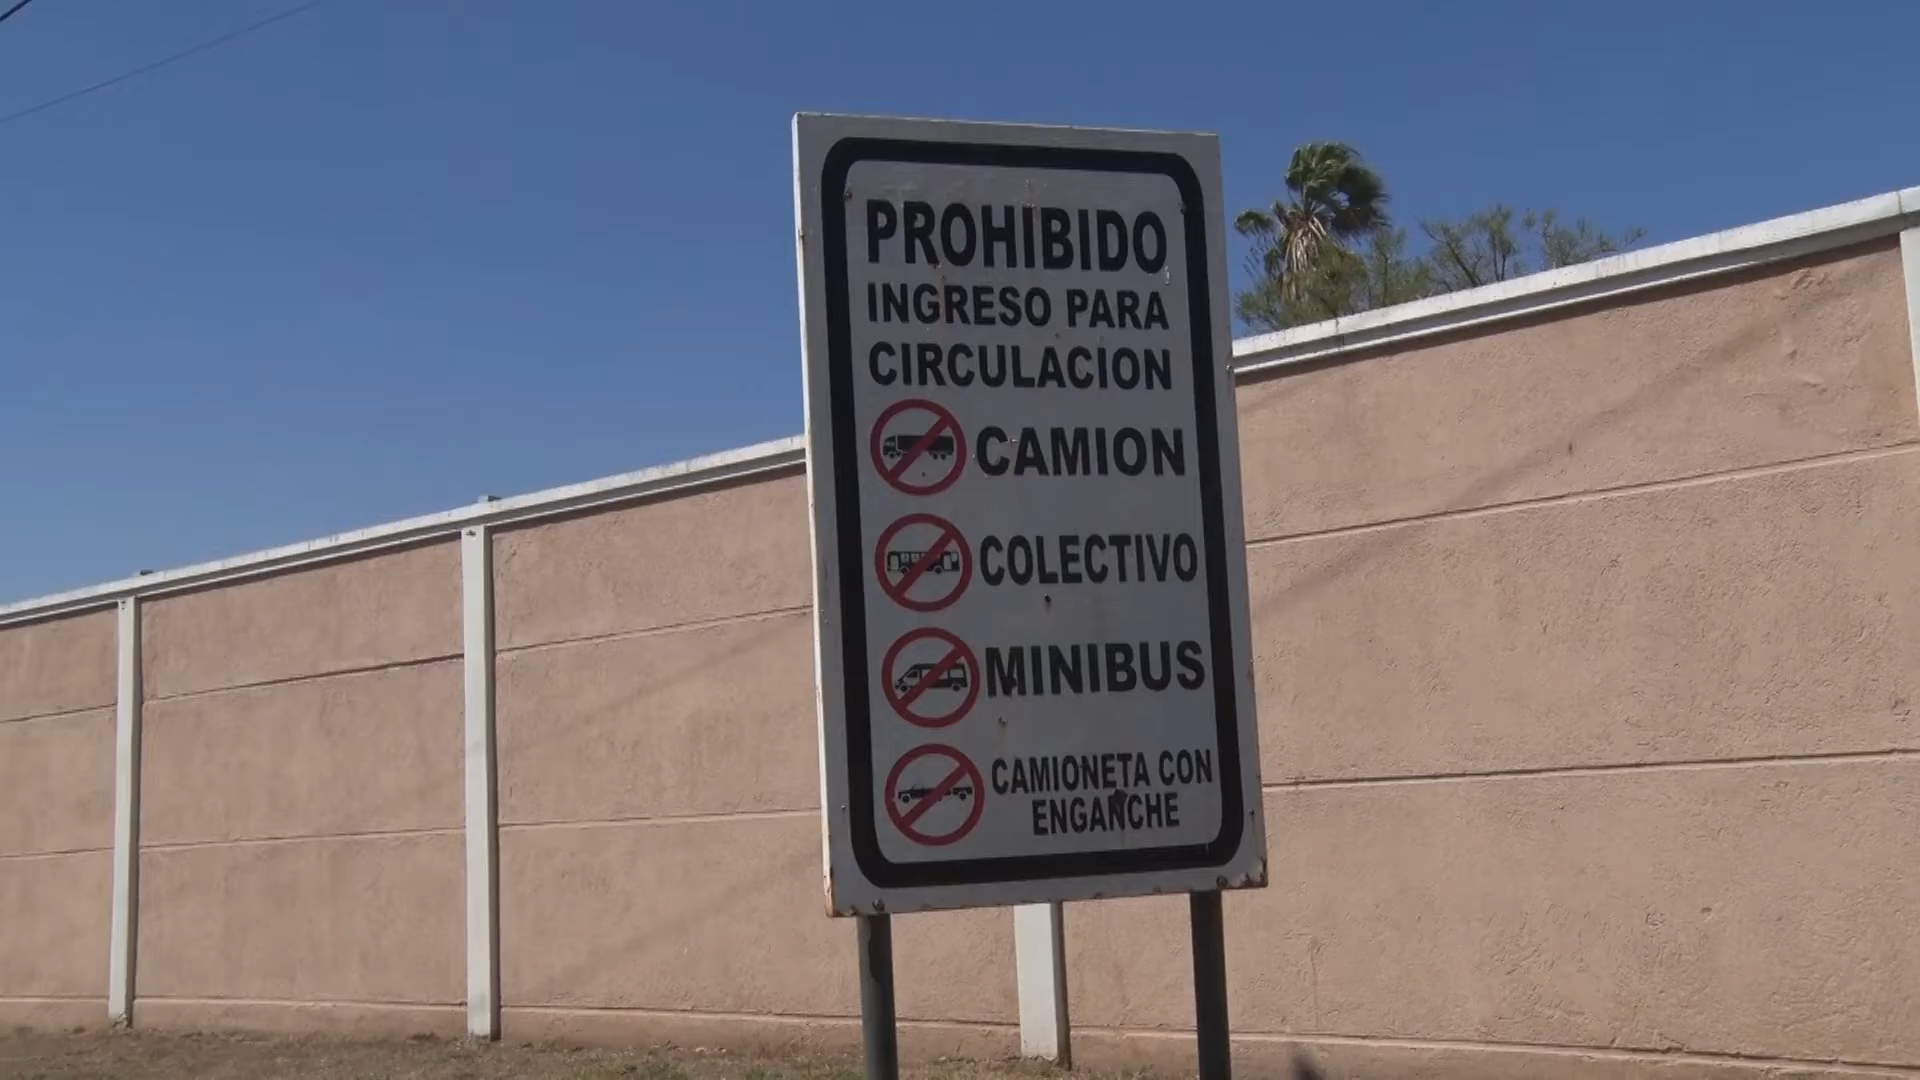 PROHIBIDO
INGRESO PARA
CIRCULACION
CAMION
COLECTIVO
MINIBUS
CAMIONETA CON
ENGANCHE